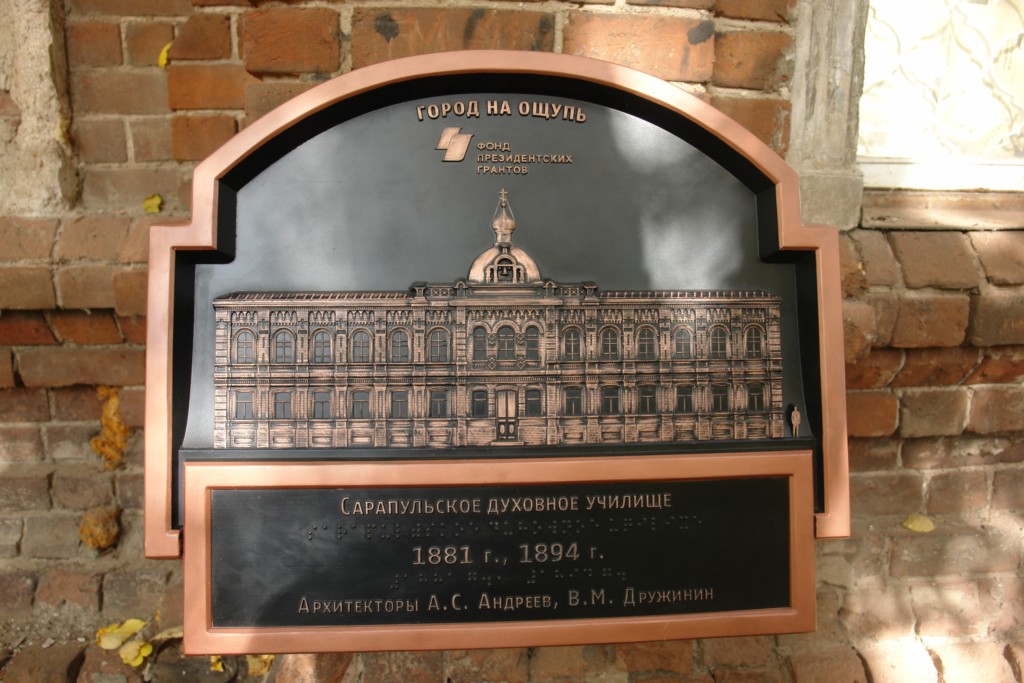 ГОРОД НА ОЩУПЬ
ФОНД
ПРЕЗИДЕНТСКИХ
ГРАНТОВ
САРАПУЛЬСКОЕ ДУХОВНОЕ УЧИЛИЩЕ
1881 г., 1894 г.
АРХИТЕКТОРЫ А.С. АНДРЕЕВ, В.М. ДРУЖИНИН